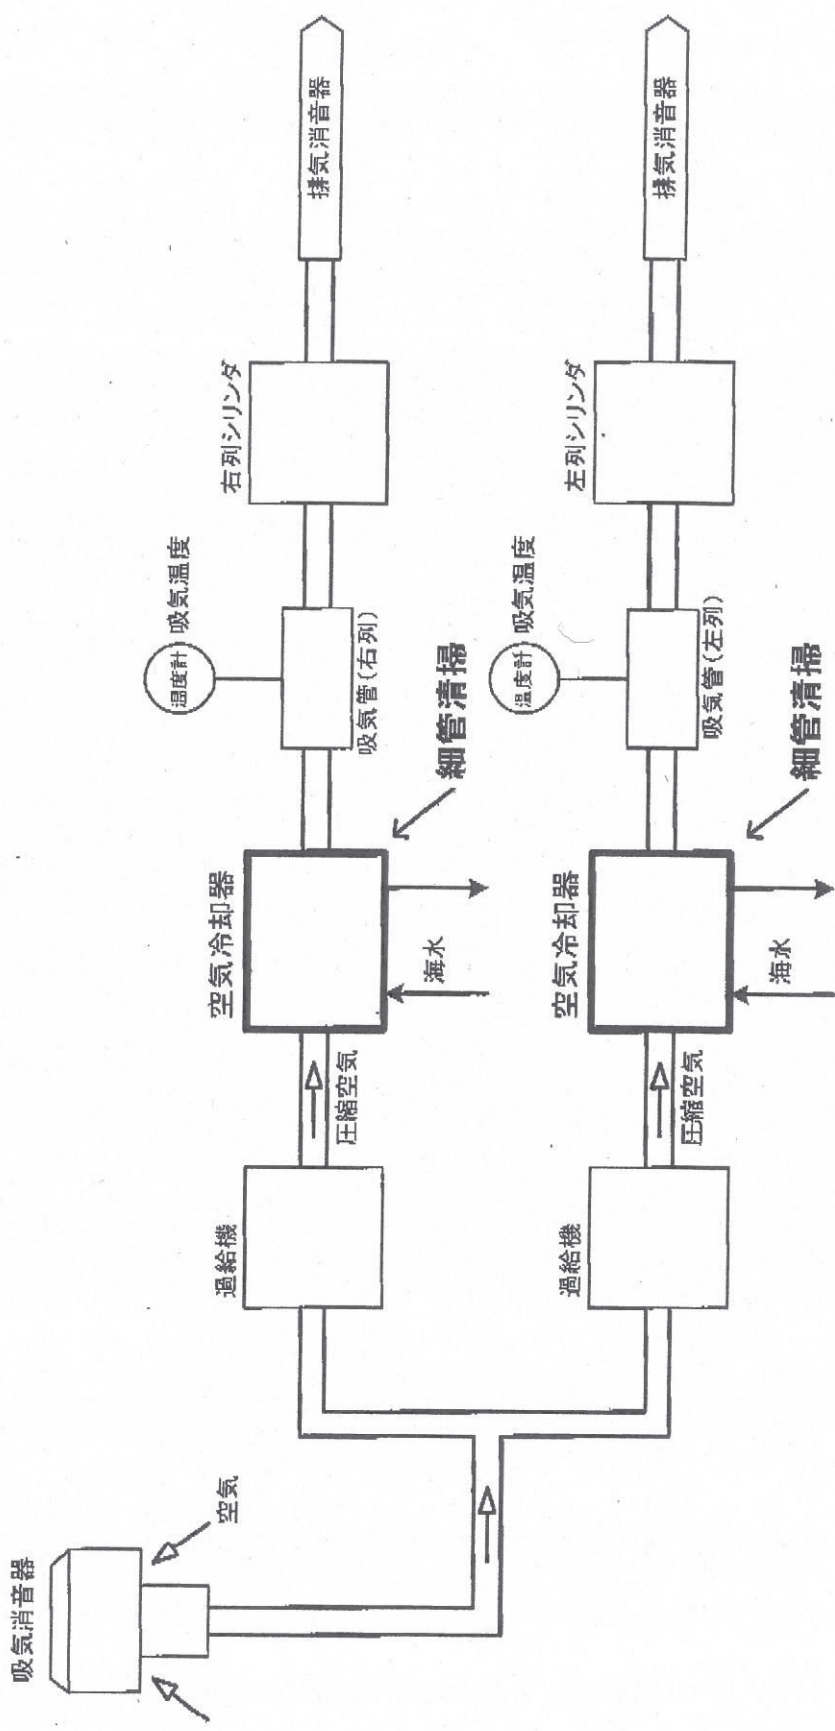 吸気消音器
空気
過給機
圧縮空気
空気冷却器
海水
細管清掃
温度計
吸気温度
吸気管(右列)
右列シリンダ
排気消音器
過給機
圧縮空気
空気冷却器
海水
細管清掃
温度計
吸気温度
吸気管(左列)
左列シリンダ
排気消音器